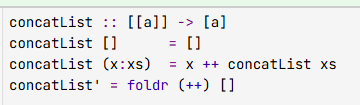 concatList :: [[a]] -> [a]
concatList []      = []
concatList (x:xs)  = x ++ concatList xs
concatList' = foldr (++) []